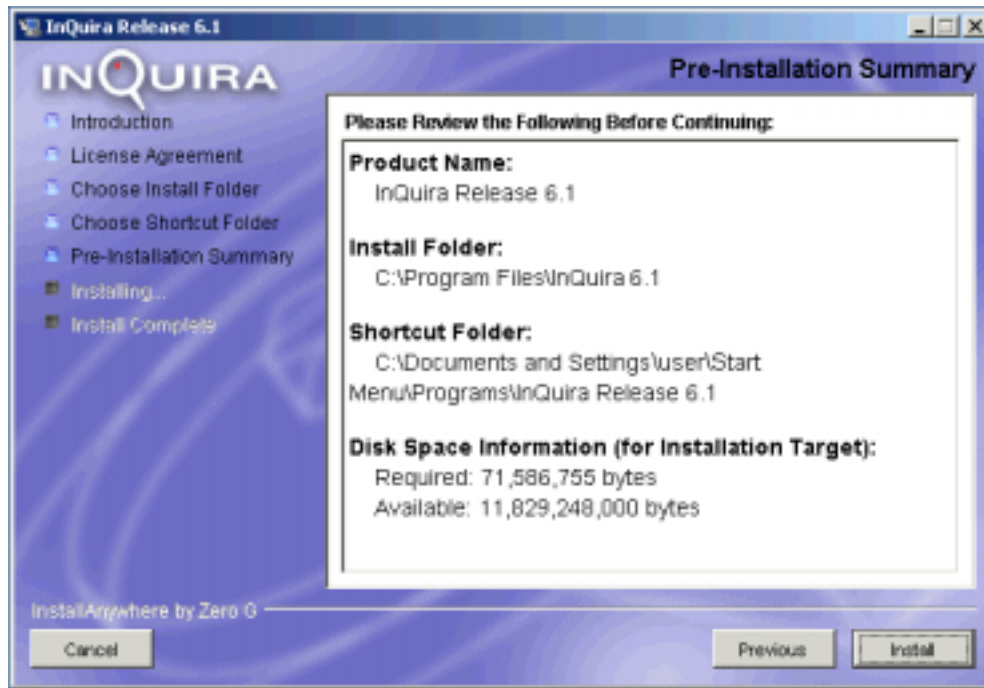 InQuira Release 6.1
INQUIRA
Pre-Installation Summary
Introduction
License Agreement
Choose Install Folder
Choose Shortcut Folder
Pre-Installation Summary
Installing...
Install Complete
Please Review the Following Before Continuing:
Product Name:
InQuira Release 6.1
Install Folder:
C:\Program Files\InQuira 6.1
Shortcut Folder:
C:\Documents and Settings\user\Start
Menu\Programs\InQuira Release 6.1
Disk Space Information (for Installation Target):
Required: 71,586,755 bytes
Available: 11,829,248,000 bytes
InstallAnywhere by Zero G
Cancel
Previous
Install